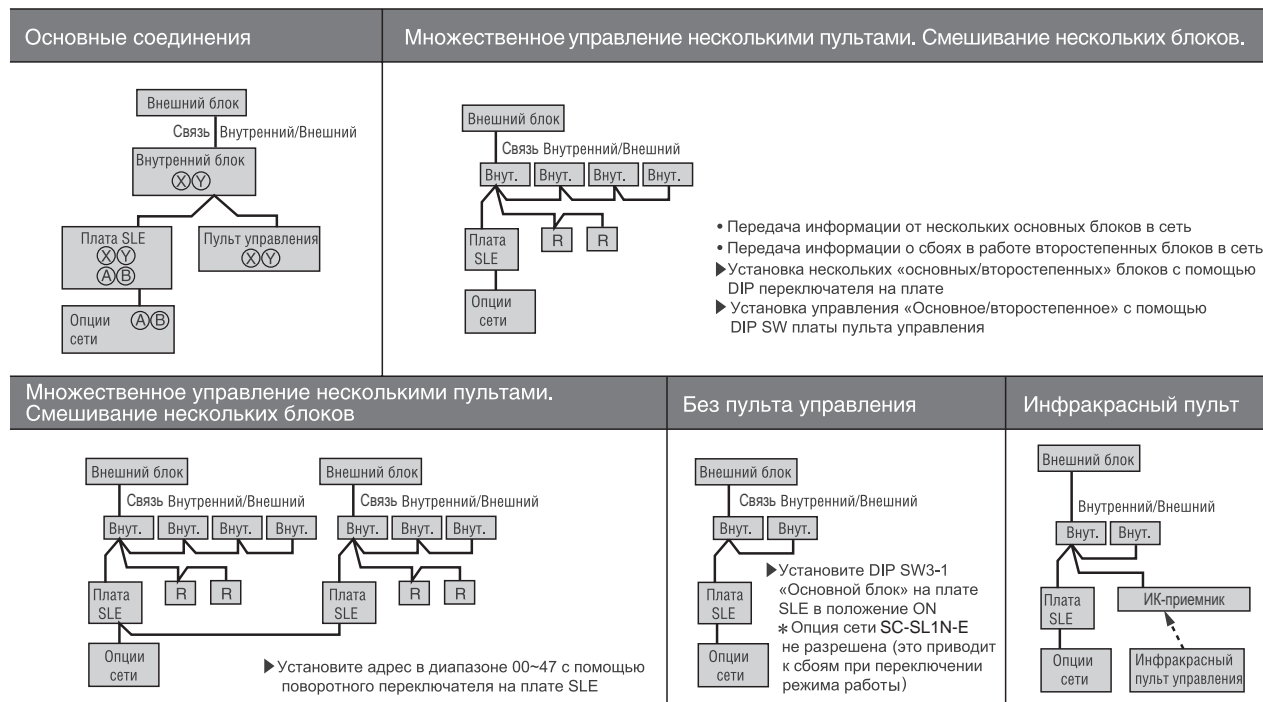 Основные соединения
Множественное управление несколькими пультами. Смешивание нескольких блоков.
Внешний блок
Связь Внутренний/Внешний
Внутренний блок
ⓍⓎ
Плата SLE
ⓍⓎ
ⒶⒷ
Пульт управления
ⓍⓎ
Опции ⒶⒷ
сети
Внешний блок
Связь Внутренний/Внешний
Внут. Внут. Внут. Внут.
Плата
SLE
R R
Опции
сети
• Передача информации от нескольких основных блоков в сеть
• Передача информации о сбоях в работе второстепенных блоков в сеть
▶Установка нескольких «основных/второстепенных» блоков с помощью
DIP переключателя на плате
▶ Установка управления «Основное/второстепенное» с помощью
DIP SW платы пульта управления
Множественное управление несколькими пультами.
Смешивание нескольких блоков
Без пульта управления
Инфракрасный пульт
Внешний блок
Связь Внутренний/Внешний
Внут. Внут. Внут. Внут.
Плата
SLE
R R
Опции
сети
Внешний блок
Связь Внутренний/Внешний
Внут. Внут. Внут.
Плата
SLE
R R
▶Установите адрес в диапазоне 00~47 с помощью
поворотного переключателя на плате SLE
Внешний блок
Связь Внутренний/Внешний
Внут. Внут.
Плата
SLE
Опции
сети
▶Установите DIP SW3-1
«Основной блок» на плате
SLE в положение ON
*Опция сети SC-SL1N-E
не разрешена (это приводит
к сбоям при переключении
режима работы)
Внешний блок
Внутренний/Внешний
Внут. Внут.
Плата
SLE
ИК-приемник
Опции
сети
Инфракрасный
пульт управления